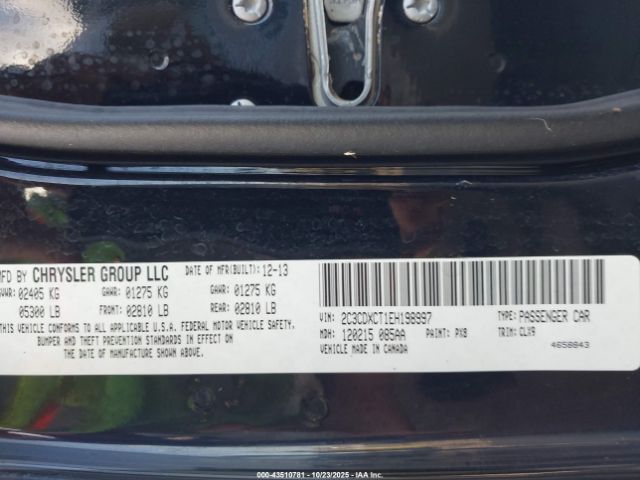 MFD BY CHRYSLER GROUP LLC DATE OF MFR(BUILT): 12-13
GVWR: 02405 KG GAWR: 01275 KG GAWR: 01275 KG
05300 LB FRONT: 02810 LB REAR: 02810 LB
THIS VEHICLE CONFORMS TO ALL APPLICABLE U.S.A. FEDERAL MOTOR VEHICLE SAFETY,
BUMPER AND THEFT PREVENTION STANDARDS IN EFFECT ON
THE DATE OF MANUFACTURE SHOWN ABOVE.
VIN: 2C3CDXCT1EH198997 TYPE: PASSENGER CAR
MDH: 120215 085AA PAINT: PX8 TRIM: CLX9
VEHICLE MADE IN CANADA 4658843
000-43510781 - 10/23/2025 - IAA Inc.